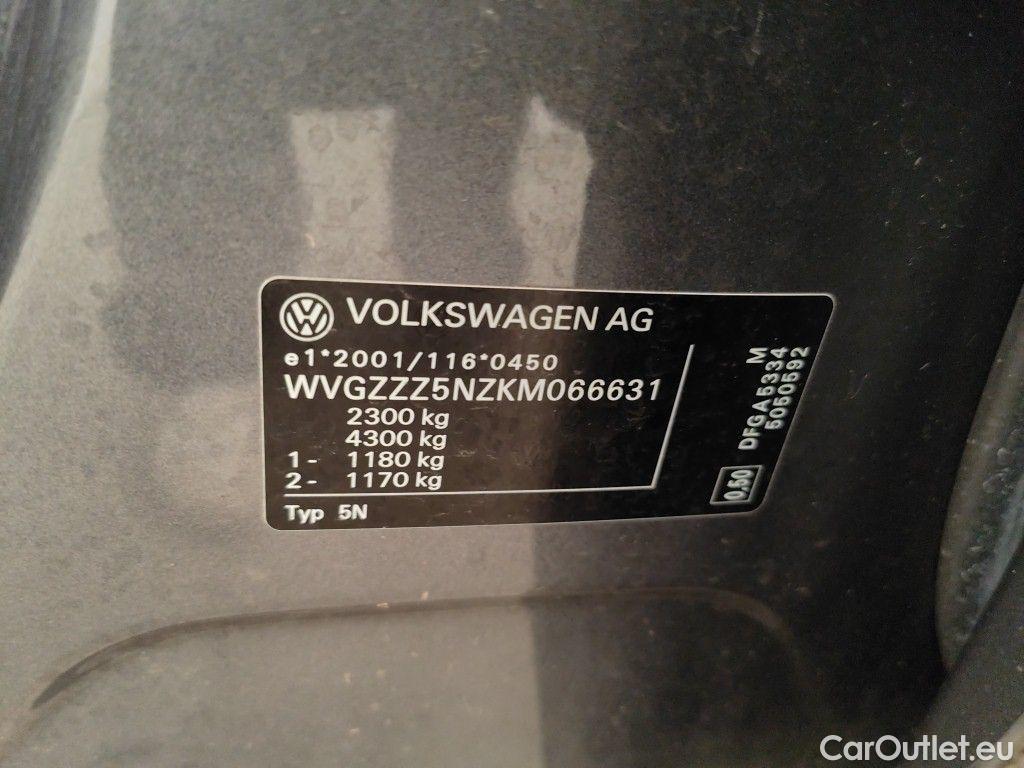 VOLKSWAGEN AG
e1*2001/116*0450
WVGZZZ5NZKM066631
2300 kg
4300 kg
1- 1180 kg
2- 1170 kg
Typ 5N
M
DFGA5334
5050592
0.50
CarOutlet.eu